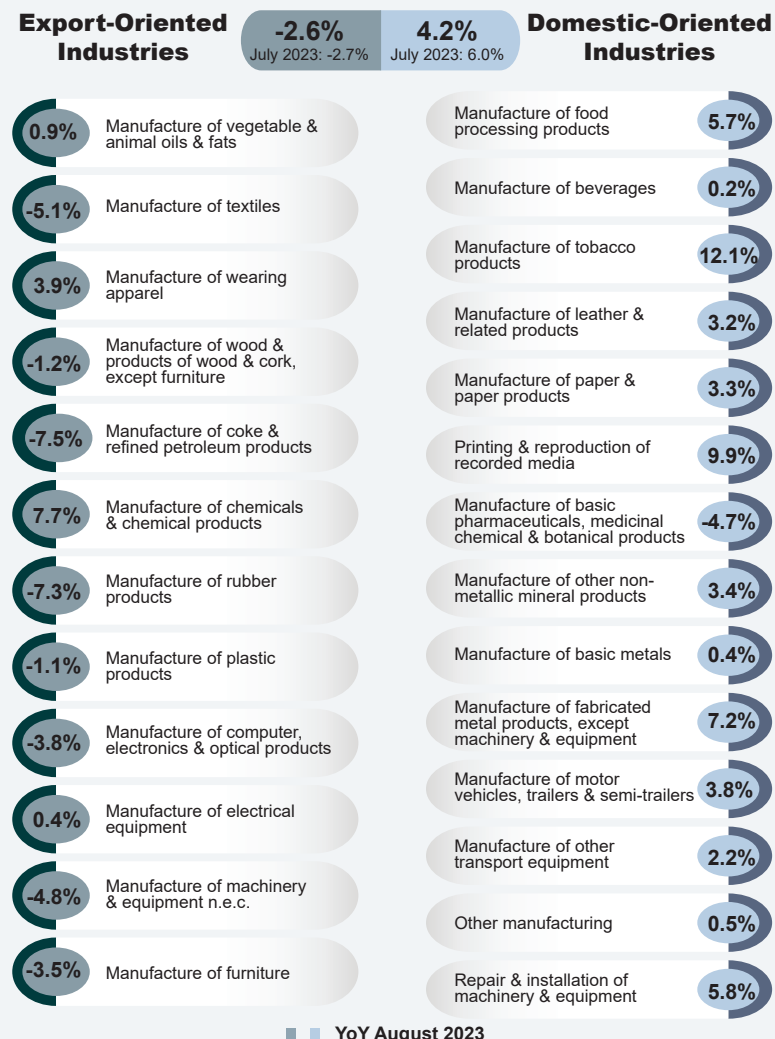 Export-Oriented
Industries
-2.6%
July 2023: -2.7%
4.2%
July 2023: 6.0%
Domestic-Oriented
Industries
0.9%
Manufacture of vegetable &
animal oils & fats
-5.1%
Manufacture of textiles
3.9%
Manufacture of wearing
apparel
-1.2%
Manufacture of wood &
products of wood & cork,
except furniture
-7.5%
Manufacture of coke &
refined petroleum products
7.7%
Manufacture of chemicals
& chemical products
-7.3%
Manufacture of rubber
products
-1.1%
Manufacture of plastic
products
-3.8%
Manufacture of computer,
electronics & optical products
0.4%
Manufacture of electrical
equipment
-4.8%
Manufacture of machinery
& equipment n.e.c.
-3.5%
Manufacture of furniture
Manufacture of food
processing products
5.7%
Manufacture of beverages
0.2%
Manufacture of tobacco
products
12.1%
Manufacture of leather &
related products
3.2%
Manufacture of paper &
paper products
3.3%
Printing & reproduction of
recorded media
9.9%
Manufacture of basic
pharmaceuticals, medicinal
chemical & botanical products
-4.7%
Manufacture of other non-
metallic mineral products
3.4%
Manufacture of basic metals
0.4%
Manufacture of fabricated
metal products, except
machinery & equipment
7.2%
Manufacture of motor
vehicles, trailers & semi-trailers
3.8%
Manufacture of other
transport equipment
2.2%
Other manufacturing
0.5%
Repair & installation of
machinery & equipment
5.8%
YoY August 2023